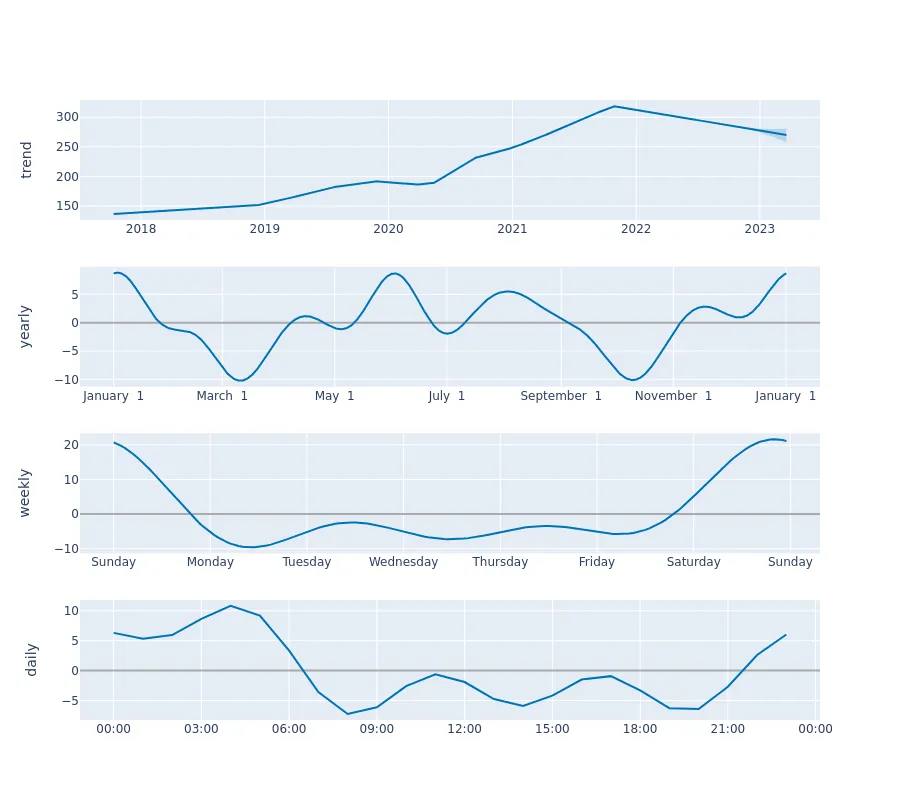 trend
300
250
200
150
2018 2019 2020 2021 2022 2023
yearly
5
0
−5
−10
January 1 March 1 May 1 July 1 September 1 November 1 January 1
weekly
20
10
0
−10
Sunday Monday Tuesday Wednesday Thursday Friday Saturday Sunday
daily
10
5
0
−5
00:00 03:00 06:00 09:00 12:00 15:00 18:00 21:00 00:00